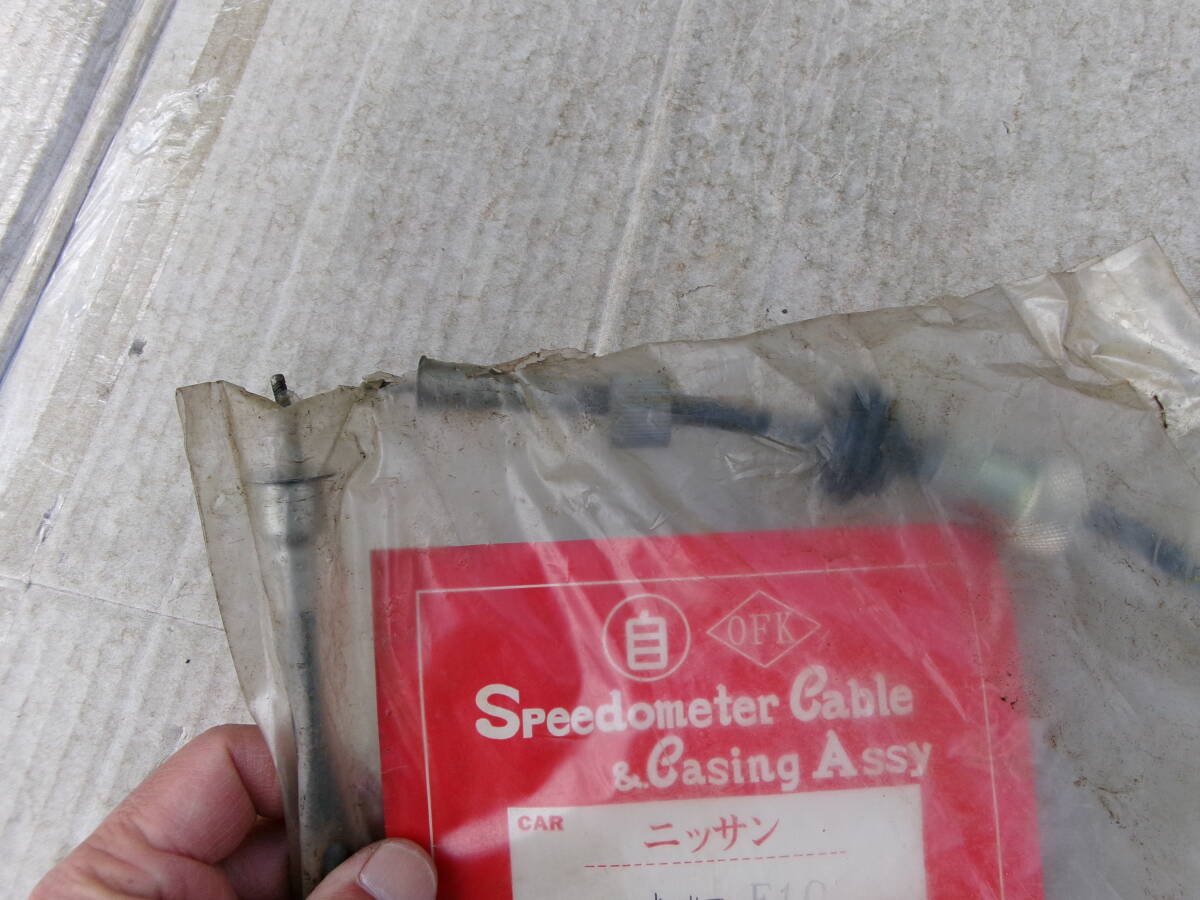 自 OFK
Speedometer Cable
& Casing Assy
CAR ニッサン